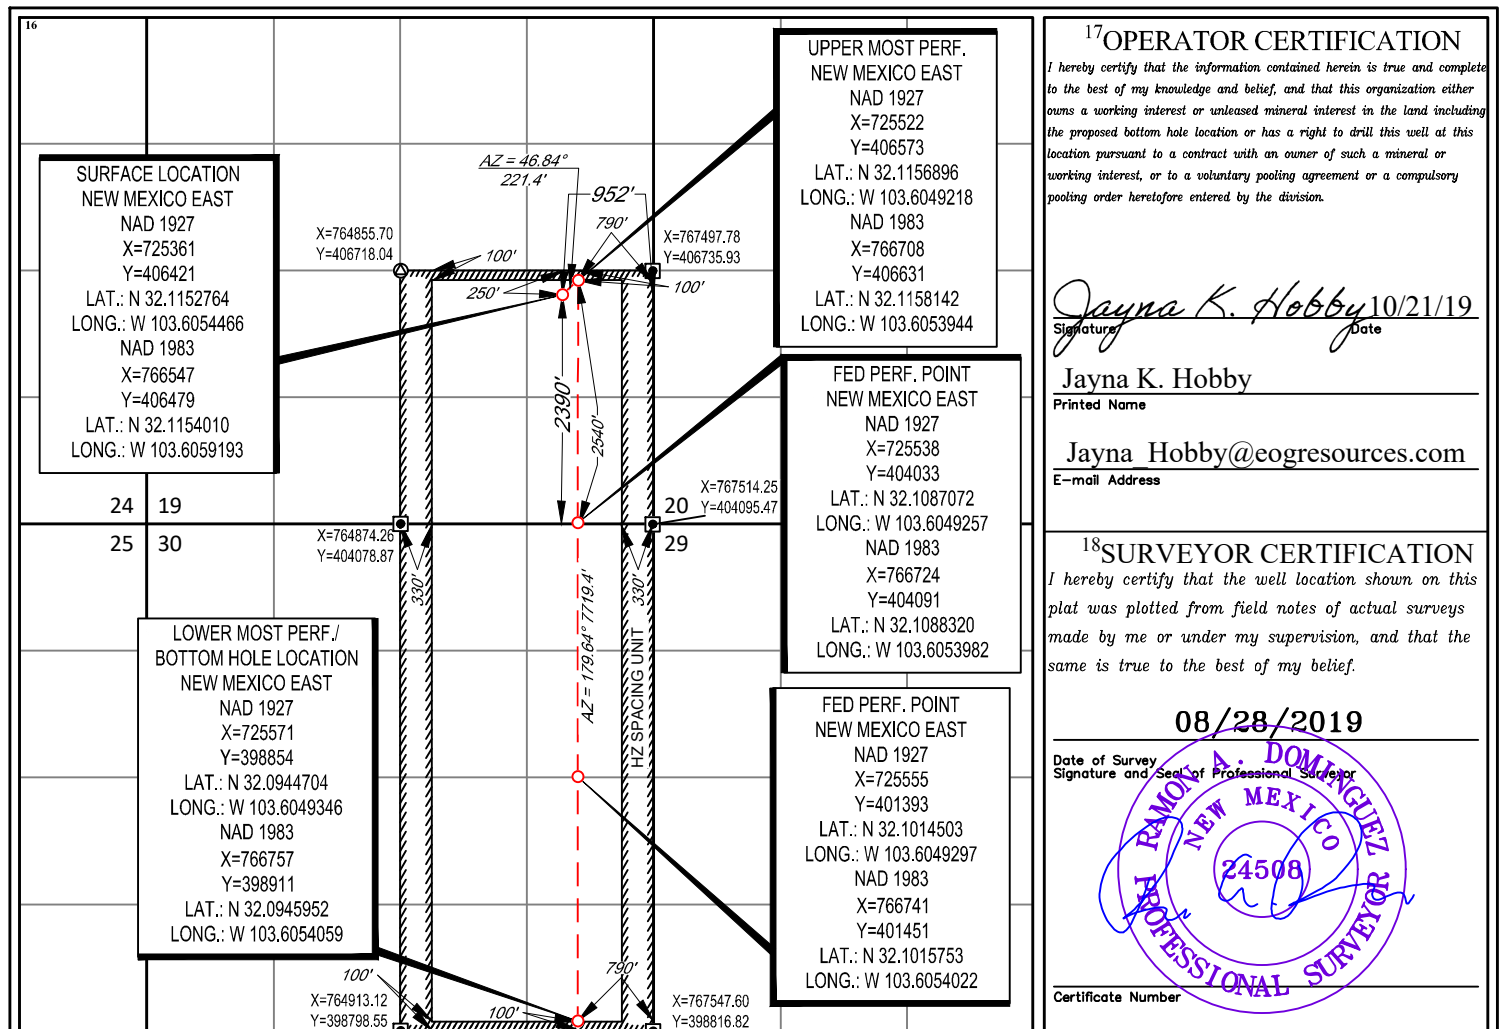 16
SURFACE LOCATION
NEW MEXICO EAST
NAD 1927
X=725361
Y=406421
LAT.: N 32.1152764
LONG.: W 103.6054466
NAD 1983
X=766547
Y=406479
LAT.: N 32.1154010
LONG.: W 103.6059193
24 19
25 30
LOWER MOST PERF./
BOTTOM HOLE LOCATION
NEW MEXICO EAST
NAD 1927
X=725571
Y=398854
LAT.: N 32.0944704
LONG.: W 103.6049346
NAD 1983
X=766757
Y=398911
LAT.: N 32.0945952
LONG.: W 103.6054059
AZ = 46.84°
221.4'
952'
790'
X=764855.70
Y=406718.04
X=767497.78
Y=406735.93
100'
250'
100'
2390'
2540'
20
29
X=767514.25
Y=404095.47
X=764874.26
Y=404078.87
330'
330'
AZ = 179.64° 7719.4'
HZ SPACING UNIT
100'
790'
X=764913.12
Y=398798.55
100'
X=767547.60
Y=398816.82
UPPER MOST PERF.
NEW MEXICO EAST
NAD 1927
X=725522
Y=406573
LAT.: N 32.1156896
LONG.: W 103.6049218
NAD 1983
X=766708
Y=406631
LAT.: N 32.1158142
LONG.: W 103.6053944
FED PERF. POINT
NEW MEXICO EAST
NAD 1927
X=725538
Y=404033
LAT.: N 32.1087072
LONG.: W 103.6049257
NAD 1983
X=766724
Y=404091
LAT.: N 32.1088320
LONG.: W 103.6053982
FED PERF. POINT
NEW MEXICO EAST
NAD 1927
X=725555
Y=401393
LAT.: N 32.1014503
LONG.: W 103.6049297
NAD 1983
X=766741
Y=401451
LAT.: N 32.1015753
LONG.: W 103.6054022
17OPERATOR CERTIFICATION
I hereby certify that the information contained herein is true and complete
to the best of my knowledge and belief, and that this organization either
owns a working interest or unleased mineral interest in the land including
the proposed bottom hole location or has a right to drill this well at this
location pursuant to a contract with an owner of such a mineral or
working interest, or to a voluntary pooling agreement or a compulsory
pooling order heretofore entered by the division.
Jayna K. Hobby 10/21/19
Signature Date
Jayna K. Hobby
Printed Name
Jayna_Hobby@eogresources.com
E-mail Address
18SURVEYOR CERTIFICATION
I hereby certify that the well location shown on this
plat was plotted from field notes of actual surveys
made by me or under my supervision, and that the
same is true to the best of my belief.
08/28/2019
Date of Survey
Signature and Seal of Professional Surveyor
RAMON A. DOMINGUEZ
NEW MEXICO
24508
PROFESSIONAL SURVEYOR
Certificate Number